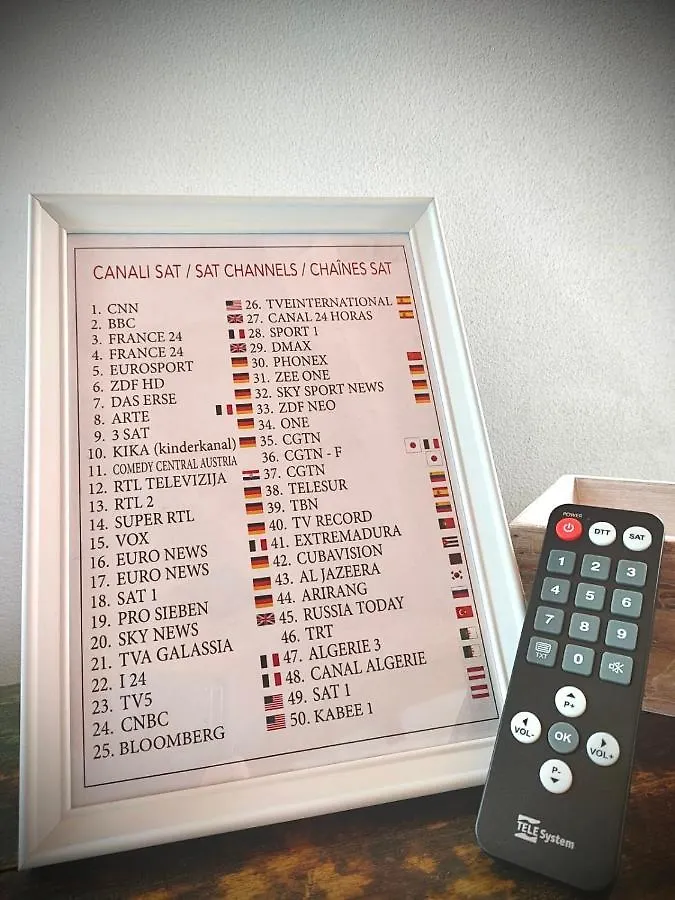 CANALI SAT / SAT CHANNELS / CHAÎNES SAT
1. CNN
2. BBC
3. FRANCE 24
4. FRANCE 24
5. EUROSPORT
6. ZDF HD
7. DAS ERSE
8. ARTE
9. 3 SAT
10. KIKA (kinderkanal)
11. COMEDY CENTRAL AUSTRIA
12. RTL TELEVIZIJA
13. RTL 2
14. SUPER RTL
15. VOX
16. EURO NEWS
17. EURO NEWS
18. SAT 1
19. PRO SIEBEN
20. SKY NEWS
21. TVA GALASSIA
22. I 24
23. TV5
24. CNBC
25. BLOOMBERG
26. TVEINTERNATIONAL
27. CANAL 24 HORAS
28. SPORT 1
29. DMAX
30. PHONEX
31. ZEE ONE
32. SKY SPORT NEWS
33. ZDF NEO
34. ONE
35. CGTN
36. CGTN - F
37. CGTN
38. TELESUR
39. TBN
40. TV RECORD
41. EXTREMADURA
42. CUBAVISION
43. AL JAZEERA
44. ARIRANG
45. RUSSIA TODAY
46. TRT
47. ALGERIE 3
48. CANAL ALGERIE
49. SAT 1
50. KABEE 1
POWER
DTT SAT
1 2 3
4 5 6
7 8 9
TXT 0
P+
VOL- OK VOL+
P-
TELE System